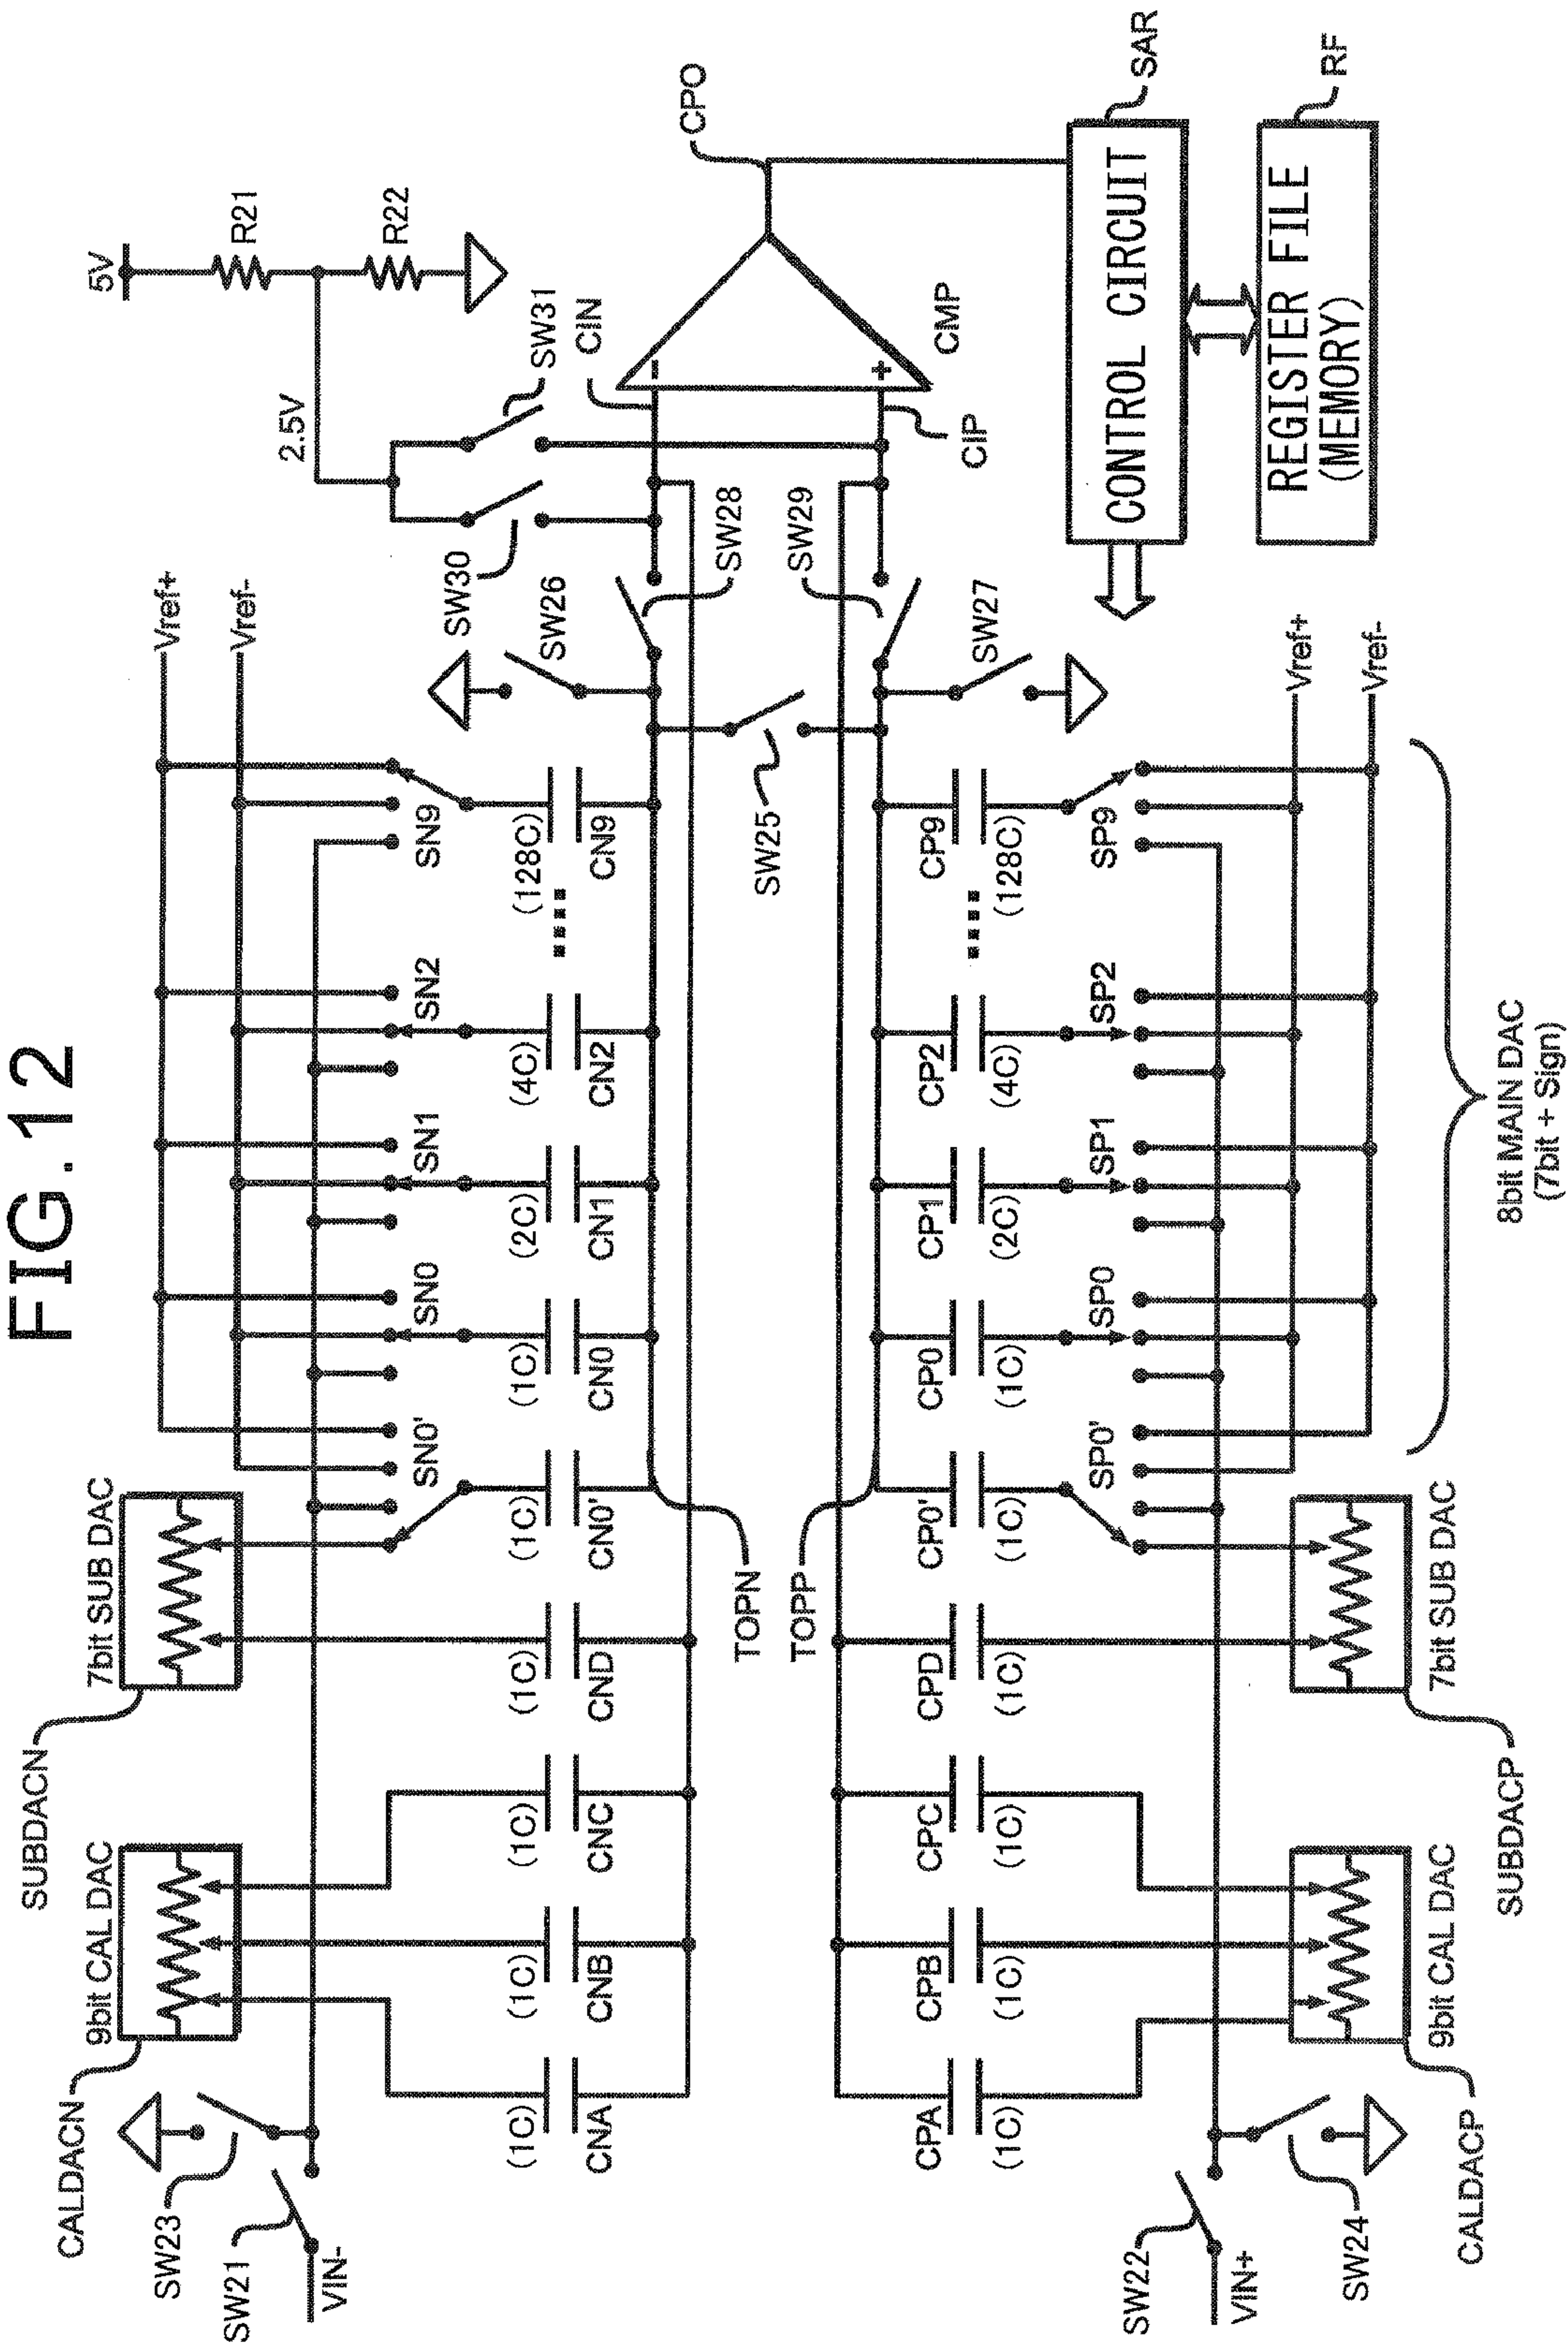 FIG.12
CALDACN
SUBDACN
9bit CAL DAC
7bit SUB DAC
Vref+
Vref-
5V
R21
R22
2.5V
SW23
SW21
VIN-
SN0'
SN0
SN1
SN2
SN9
SW30
SW31
SW26
(1C)
(1C)
(1C)
(1C)
(1C)
(1C)
(2C)
(4C)
(128C)
CNA
CNB
CNC
CND
CN0'
CN0
CN1
CN2
CN9
CIN
SW28
TOPN
TOPP
SW25
SW29
CPO
-
+
CMP
CIP
SW27
CPA
CPB
CPC
CPD
CP0'
CP0
CP1
CP2
CP9
(1C)
(1C)
(1C)
(1C)
(1C)
(1C)
(2C)
(4C)
(128C)
SW22
VIN+
SW24
SP0'
SP0
SP1
SP2
SP9
Vref+
Vref-
9bit CAL DAC
7bit SUB DAC
CALDACP
SUBDACP
8bit MAIN DAC
(7bit + Sign)
CONTROL CIRCUIT
SAR
REGISTER FILE
(MEMORY)
RF